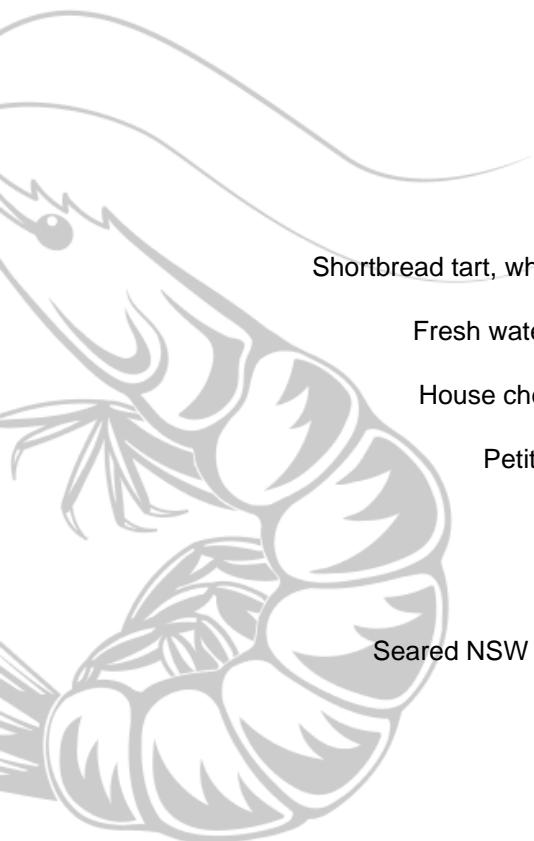 Shortbread tart, wh
Fresh wate
House che
Petit
Seared NSW